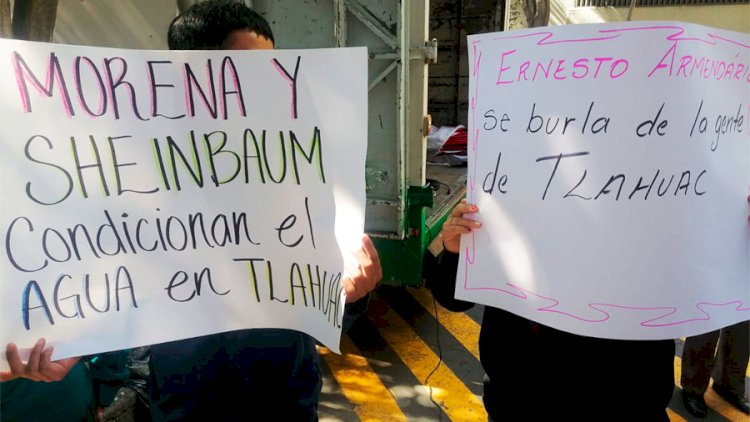 MORENA Y
SHEINBAUM
Condicionan el
AGUA en TLAHUAC
ERNESTO ARMENDÁRIZ
se burla de la gente
de TLAHUAC